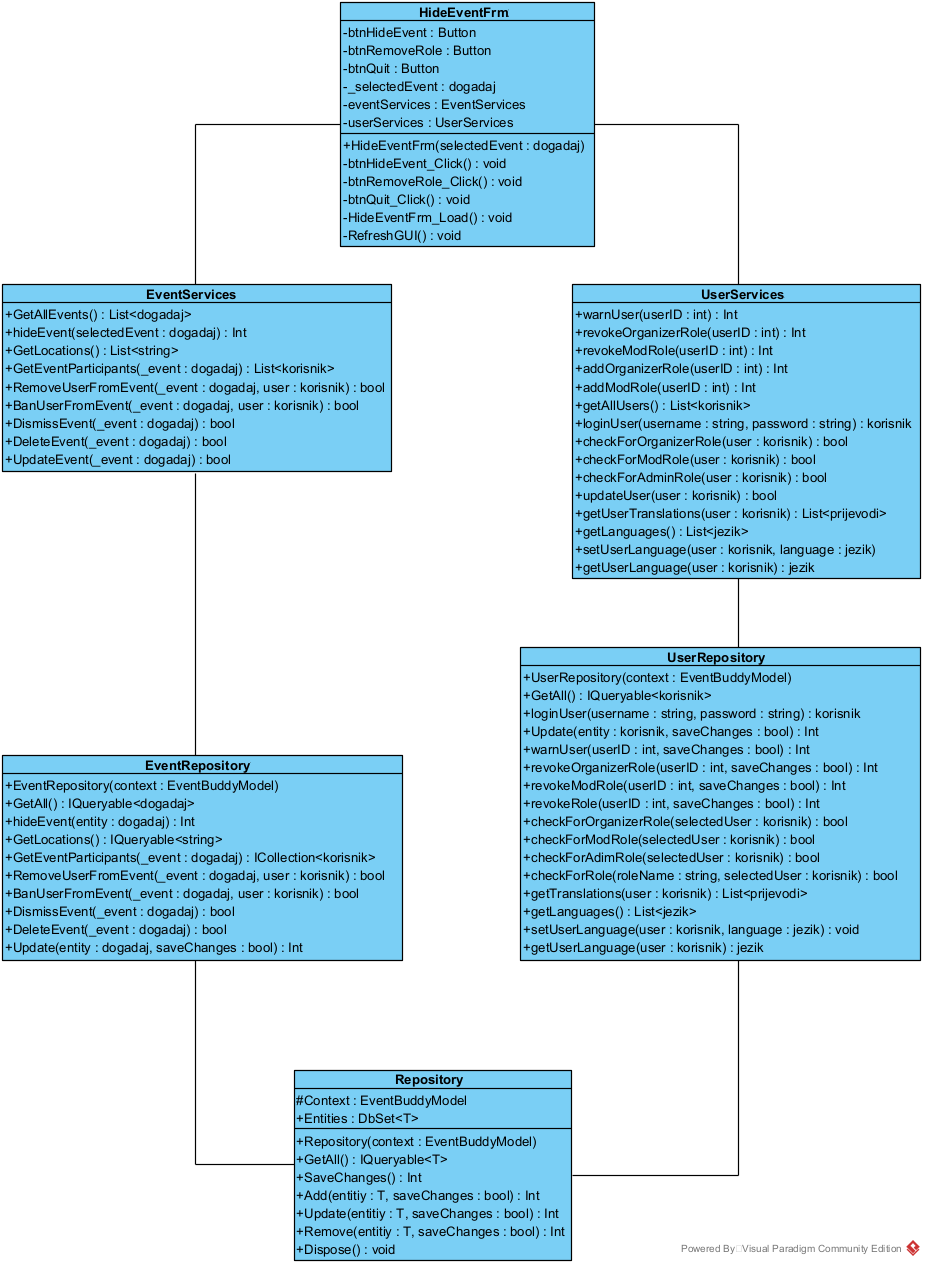 HideEventFrm
-btnHideEvent : Button
-btnRemoveRole : Button
-btnQuit : Button
-_selectedEvent : dogadaj
-eventServices : EventServices
-userServices : UserServices
+HideEventFrm(selectedEvent : dogadaj)
-btnHideEvent_Click() : void
-btnRemoveRole_Click() : void
-btnQuit_Click() : void
-HideEventFrm_Load() : void
-RefreshGUI() : void
EventServices
+GetAllEvents() : List<dogadaj>
+hideEvent(selectedEvent : dogadaj) : Int
+GetLocations() : List<string>
+GetEventParticipants(_event : dogadaj) : List<korisnik>
+RemoveUserFromEvent(_event : dogadaj, user : korisnik) : bool
+BanUserFromEvent(_event : dogadaj, user : korisnik) : bool
+DismissEvent(_event : dogadaj) : bool
+DeleteEvent(_event : dogadaj) : bool
+UpdateEvent(_event : dogadaj) : bool
UserServices
+warnUser(userID : int) : Int
+revokeOrganizerRole(userID : int) : Int
+revokeModRole(userID : int) : Int
+addOrganizerRole(userID : int) : Int
+addModRole(userID : int) : Int
+getAllUsers() : List<korisnik>
+loginUser(username : string, password : string) : korisnik
+checkForOrganizerRole(user : korisnik) : bool
+checkForModRole(user : korisnik) : bool
+checkForAdminRole(user : korisnik) : bool
+updateUser(user : korisnik) : bool
+getUserTranslations(user : korisnik) : List<prijevodi>
+getLanguages() : List<jezik>
+setUserLanguage(user : korisnik, language : jezik)
+getUserLanguage(user : korisnik) : jezik
UserRepository
+UserRepository(context : EventBuddyModel)
+GetAll() : IQueryable<korisnik>
+loginUser(username : string, password : string) : korisnik
+Update(entity : korisnik, saveChanges : bool) : Int
+warnUser(userID : int, saveChanges : bool) : Int
+revokeOrganizerRole(userID : int, saveChanges : bool) : Int
+revokeModRole(userID : int, saveChanges : bool) : Int
+revokeRole(userID : int, saveChanges : bool) : Int
+checkForOrganizerRole(selectedUser : korisnik) : bool
+checkForModRole(selectedUser : korisnik) : bool
+checkForAdimRole(selectedUser : korisnik) : bool
+checkForRole(roleName : string, selectedUser : korisnik) : bool
+getTranslations(user : korisnik) : List<prijevodi>
+getLanguages() : List<jezik>
+setUserLanguage(user : korisnik, language : jezik) : void
+getUserLanguage(user : korisnik) : jezik
EventRepository
+EventRepository(context : EventBuddyModel)
+GetAll() : IQueryable<dogadaj>
+hideEvent(entity : dogadaj) : Int
+GetLocations() : IQueryable<string>
+GetEventParticipants(_event : dogadaj) : ICollection<korisnik>
+RemoveUserFromEvent(_event : dogadaj, user : korisnik) : bool
+BanUserFromEvent(_event : dogadaj, user : korisnik) : bool
+DismissEvent(_event : dogadaj) : bool
+DeleteEvent(_event : dogadaj) : bool
+Update(entity : dogadaj, saveChanges : bool) : Int
Repository
#Context : EventBuddyModel
+Entities : DbSet<T>
+Repository(context : EventBuddyModel)
+GetAll() : IQueryable<T>
+SaveChanges() : Int
+Add(entitiy : T, saveChanges : bool) : Int
+Update(entitiy : T, saveChanges : bool) : Int
+Remove(entitiy : T, saveChanges : bool) : Int
+Dispose() : void
Powered By□Visual Paradigm Community Edition